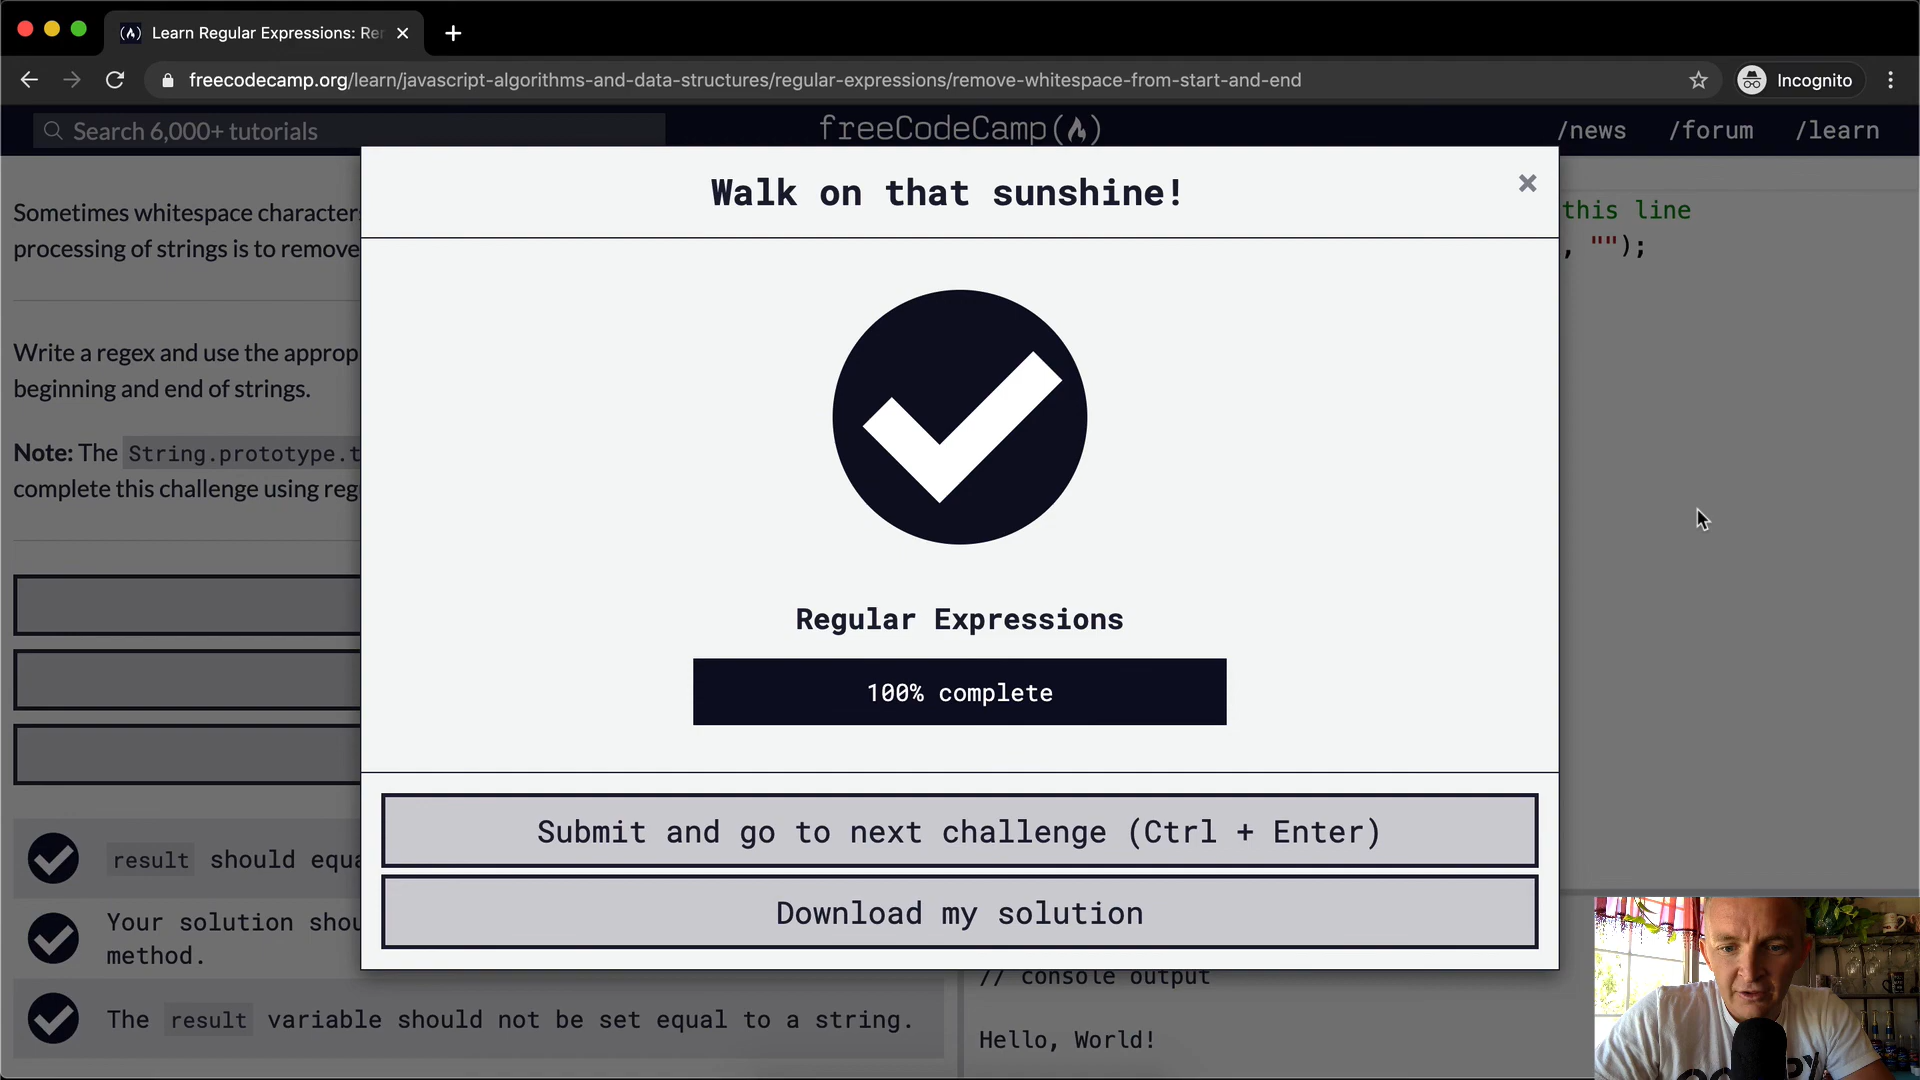 Learn Regular Expressions: Re
freecodecamp.org/learn/javascript-algorithms-and-data-structures/regular-expressions/remove-whitespace-from-start-and-end
Incognito
Search 6,000+ tutorials
freeCodeCamp
/news
/forum
/learn
Walk on that sunshine!
Sometimes whitespace character
processing of strings is to remove
this line
, "");
Write a regex and use the approp
beginning and end of strings.
Note: The String.prototype.t
complete this challenge using reg
Regular Expressions
100% complete
Submit and go to next challenge (Ctrl + Enter)
Download my solution
result should equa
Your solution shou
method.
The result variable should not be set equal to a string.
// console output
Hello, World!